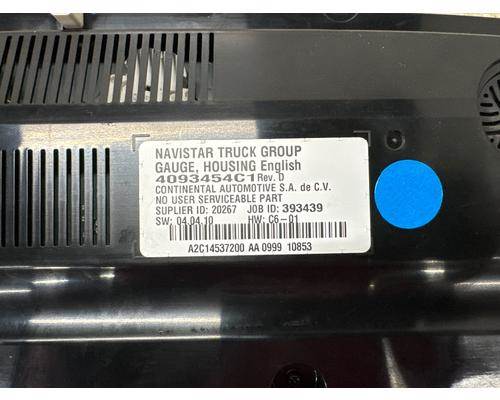 NAVISTAR TRUCK GROUP
GAUGE, HOUSING English
4093454C1 Rev. D
CONTINENTAL AUTOMOTIVE S.A. de C.V.
NO USER SERVICEABLE PART
SUPLIER ID: 20267 JOB ID: 393439
SW: 04.04.10 HW: C6-01
A2C14537200 AA 0999 10853